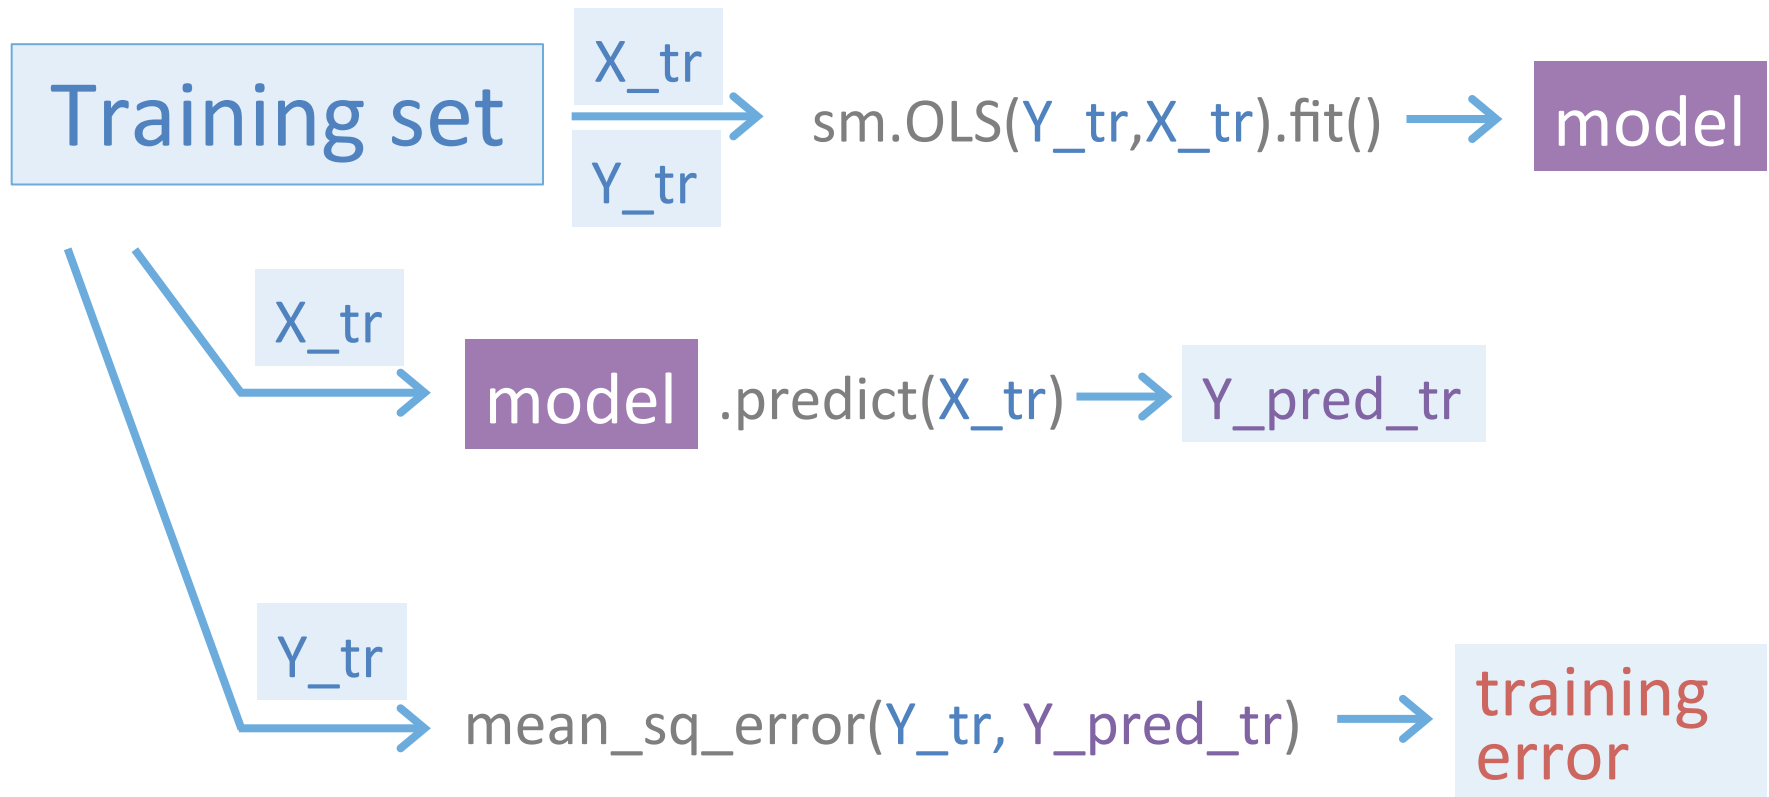 X_tr
Training set
sm.OLS(Y_tr,X_tr).fit()
model
Y_tr
X_tr
model .predict(X_tr)
Y_pred_tr
Y_tr
mean_sq_error(Y_tr, Y_pred_tr)
training
error